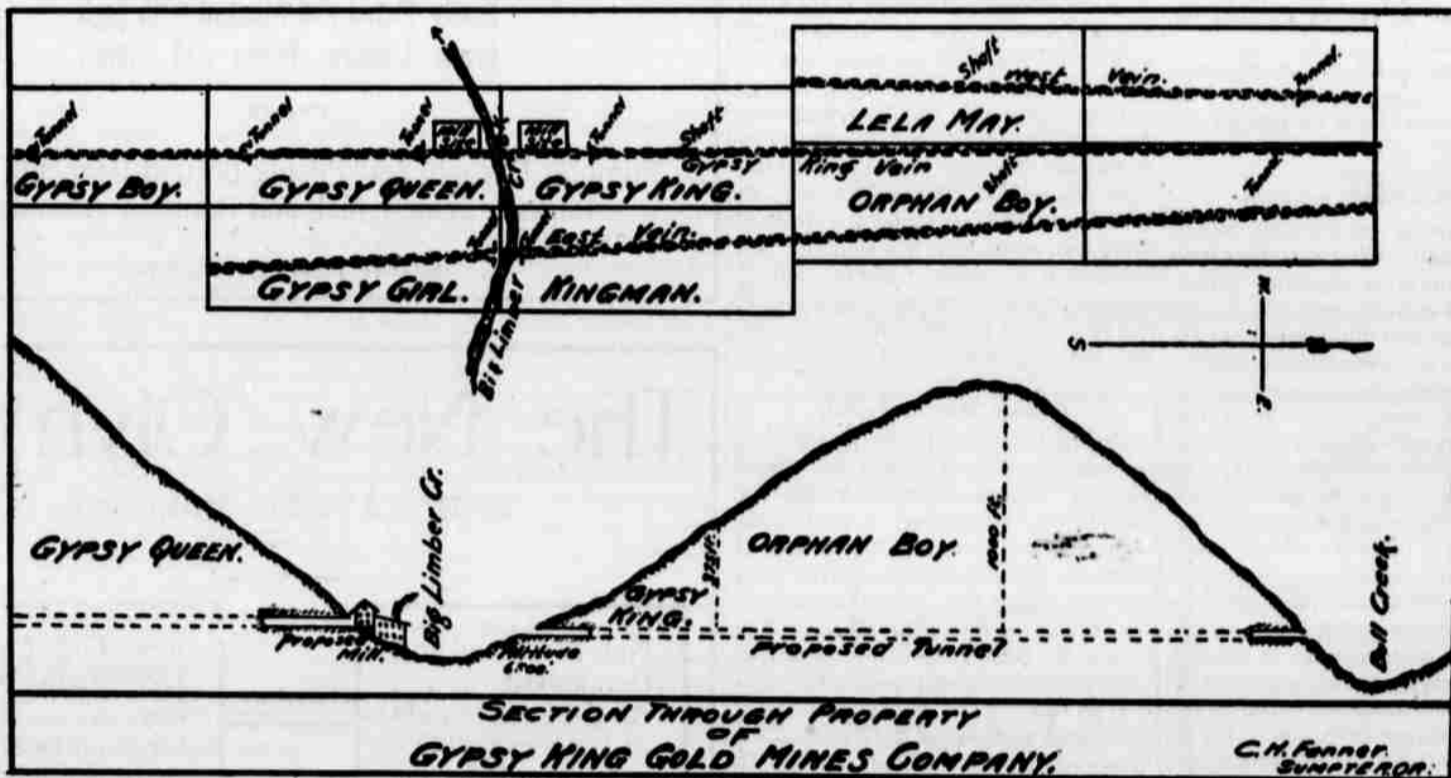 Shaft
West Vein.
Tunnel.
LELA MAY.
Tunnel
Tunnel
Tunnel
Mill Site
Mill Site
Tunnel
Shaft
GYPSY
King Vein
GYPSY BOY.
GYPSY QUEEN.
GYPSY KING.
Shaft
ORPHAN BOY.
Tunnel
East Vein.
GYPSY GIRL.
KINGMAN.
Big Limber
W.
S
E.
GYPSY QUEEN.
Big Limber Cr.
GYPSY
KING.
ORPHAN BOY
1000 Ft.
Proposed
Mill.
Altitude
Proposed Tunnel
Bull Creek.
SECTION THROUGH PROPERTY
OF
GYPSY KING GOLD MINES COMPANY.
C.H. Fenner.
SUMPTER OR.